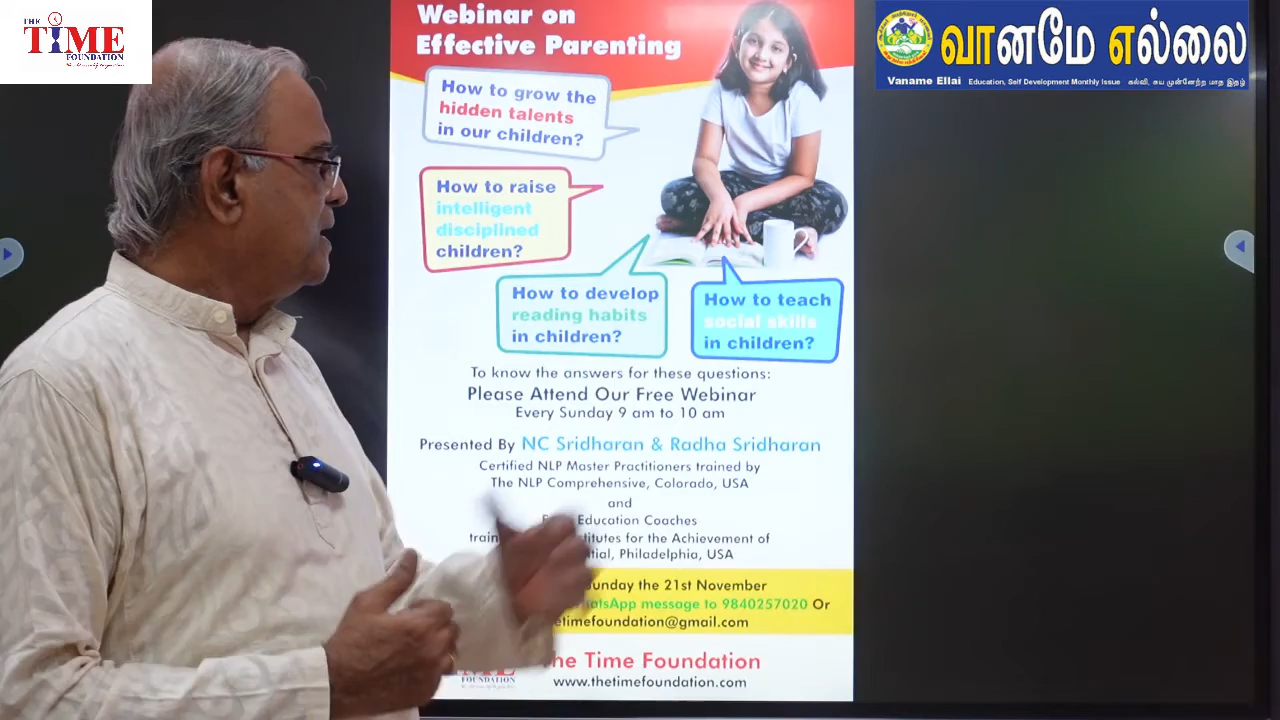 THE
TIME
FOUNDATION
Webinar on
Effective Parenting
வானமே எல்லை
Vaname Ellai Education, Self Development Monthly Issue கல்வி, சுய முன்னேற்ற மாத இதழ்
How to grow the
hidden talents
in our children?
How to raise
intelligent
disciplined
children?
How to develop
reading habits
in children?
How to teach
social skills
in children?
To know the answers for these questions:
Please Attend Our Free Webinar
Every Sunday 9 am to 10 am
Presented By NC Sridharan & Radha Sridharan
Certified NLP Master Practitioners trained by
The NLP Comprehensive, Colorado, USA
and
Education Coaches
for the Achievement of
Philadelphia, USA
the 21st November
message to 9840257020 Or
etimefoundation@gmail.com
The Time Foundation
FOUNDATION
www.thetimefoundation.com